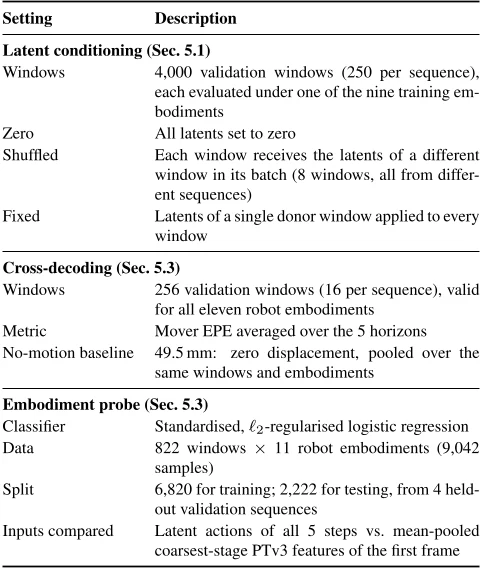 Setting Description
Latent conditioning (Sec. 5.1)
Windows 4,000 validation windows (250 per sequence),
each evaluated under one of the nine training em-
bodiments
Zero All latents set to zero
Shuffled Each window receives the latents of a different
window in its batch (8 windows, all from differ-
ent sequences)
Fixed Latents of a single donor window applied to every
window
Cross-decoding (Sec. 5.3)
Windows 256 validation windows (16 per sequence), valid
for all eleven robot embodiments
Metric Mover EPE averaged over the 5 horizons
No-motion baseline 49.5 mm: zero displacement, pooled over the
same windows and embodiments
Embodiment probe (Sec. 5.3)
Classifier Standardised, ℓ₂-regularised logistic regression
Data 822 windows × 11 robot embodiments (9,042
samples)
Split 6,820 for training; 2,222 for testing, from 4 held-
out validation sequences
Inputs compared Latent actions of all 5 steps vs. mean-pooled
coarsest-stage PTv3 features of the first frame